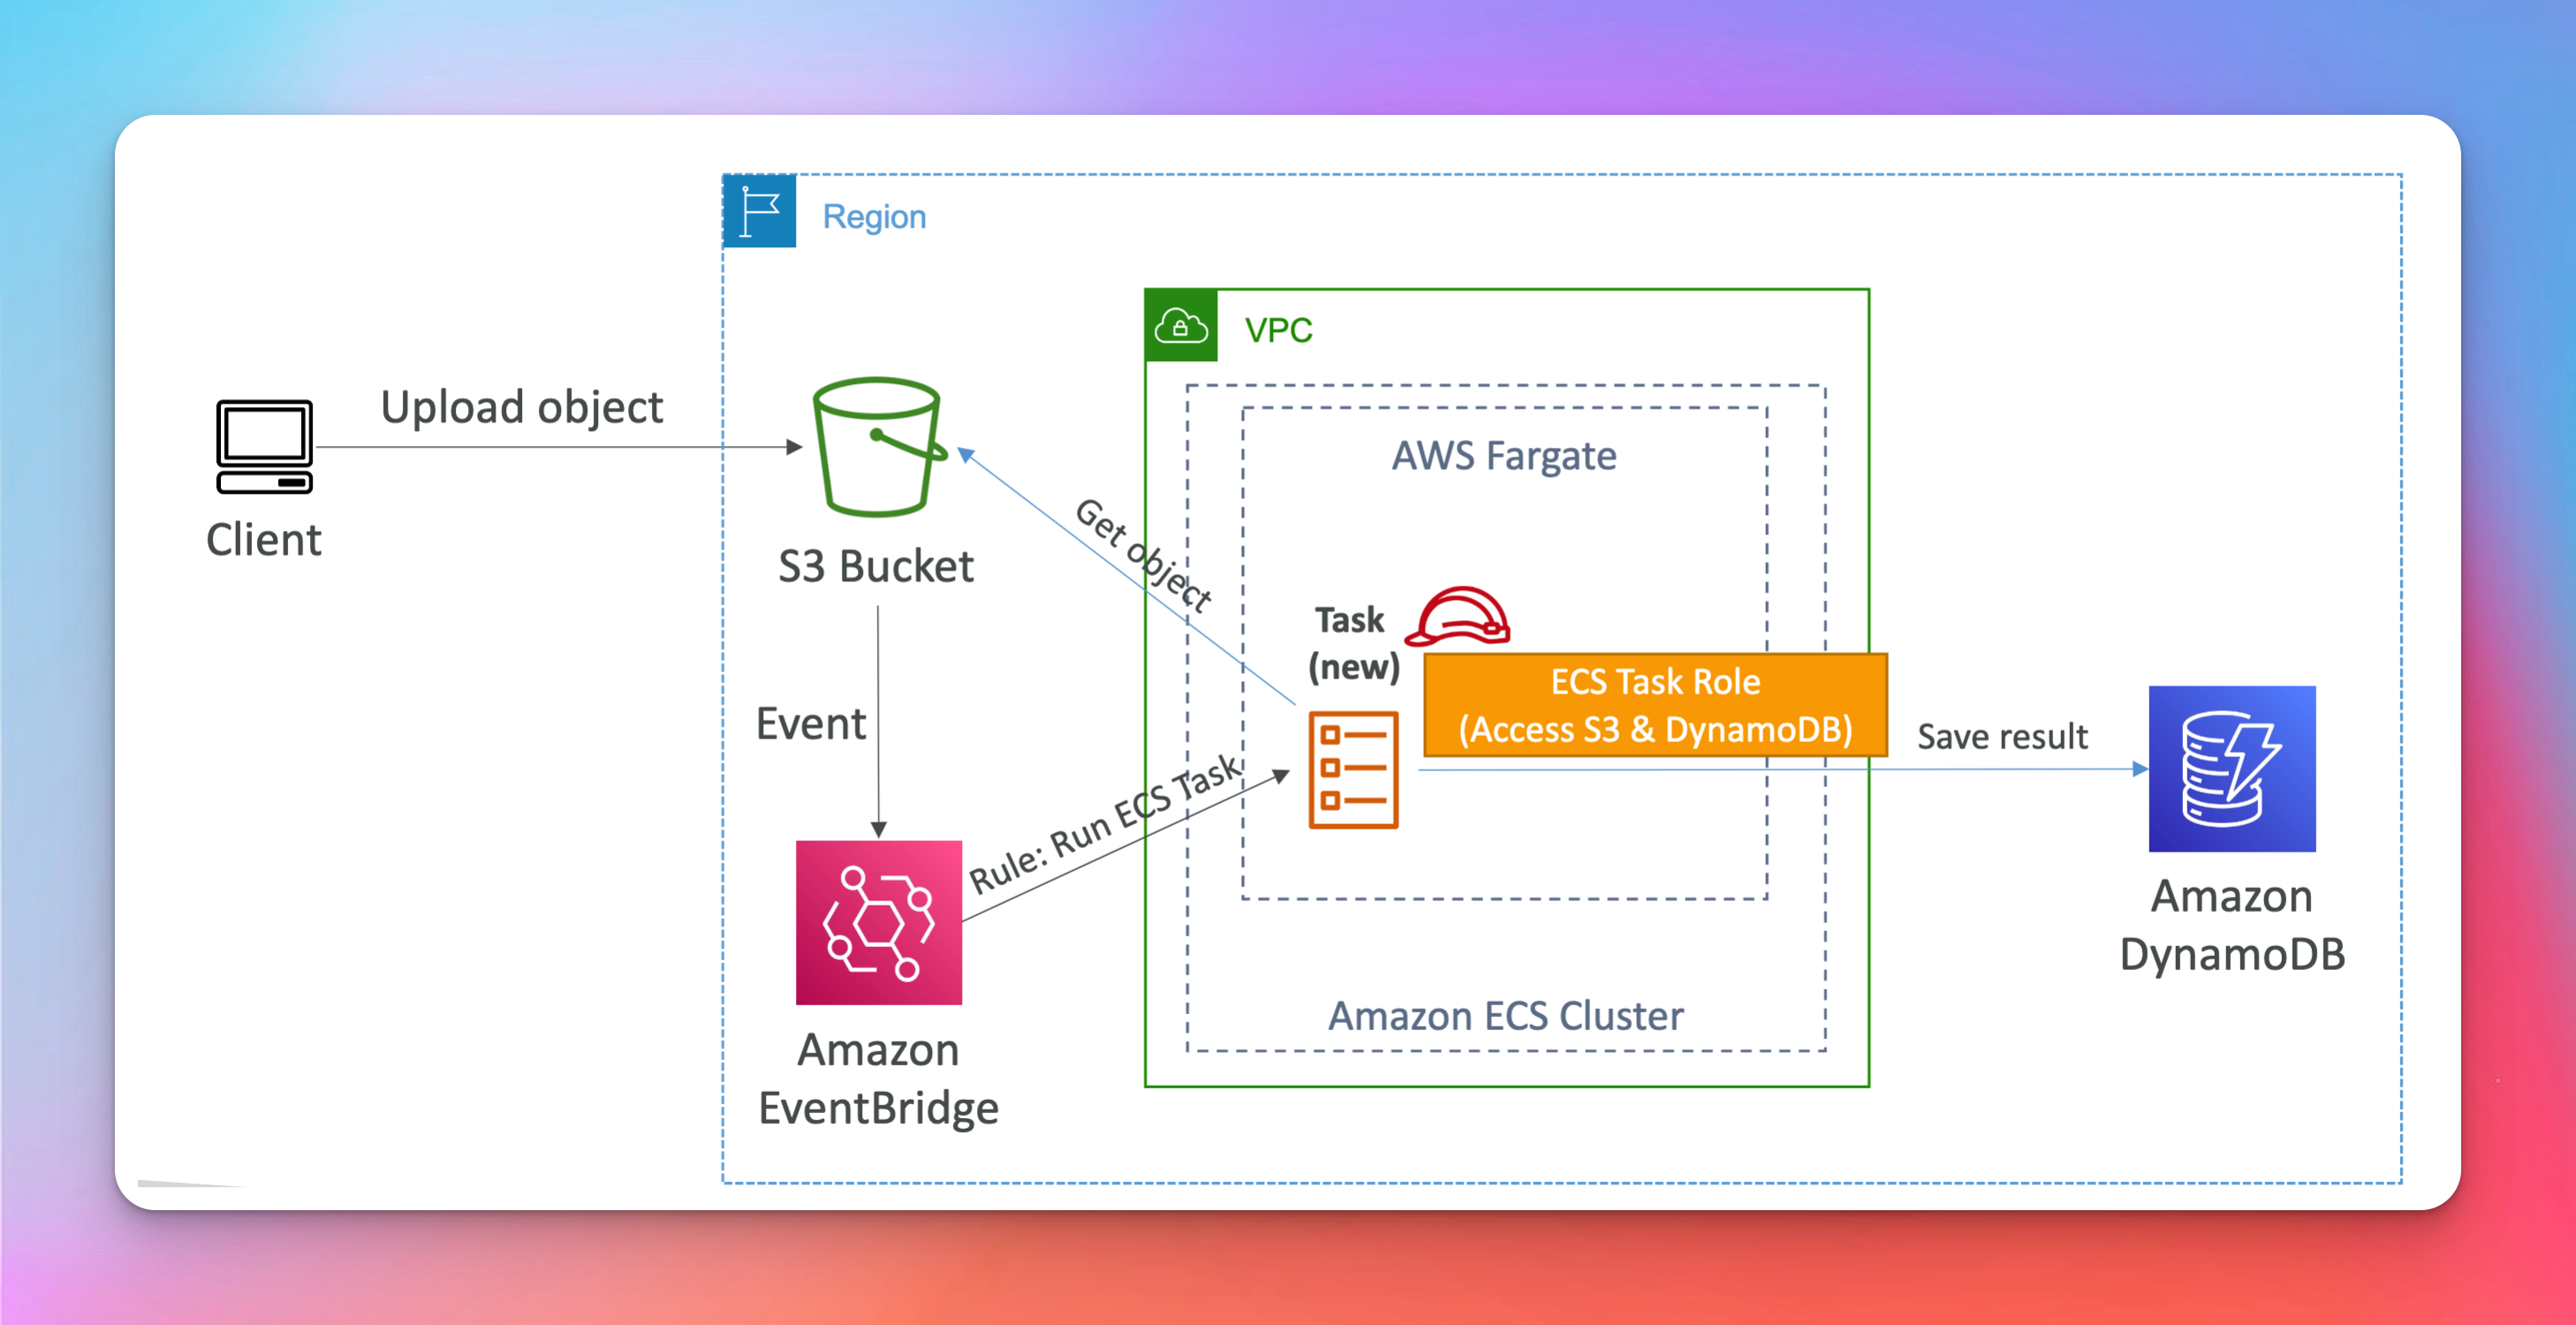 Region
VPC
Upload object
Client
S3 Bucket
AWS Fargate
Get object
Task
(new)
ECS Task Role
(Access S3 & DynamoDB)
Save result
Event
Rule: Run ECS Task
Amazon
EventBridge
Amazon ECS Cluster
Amazon
DynamoDB